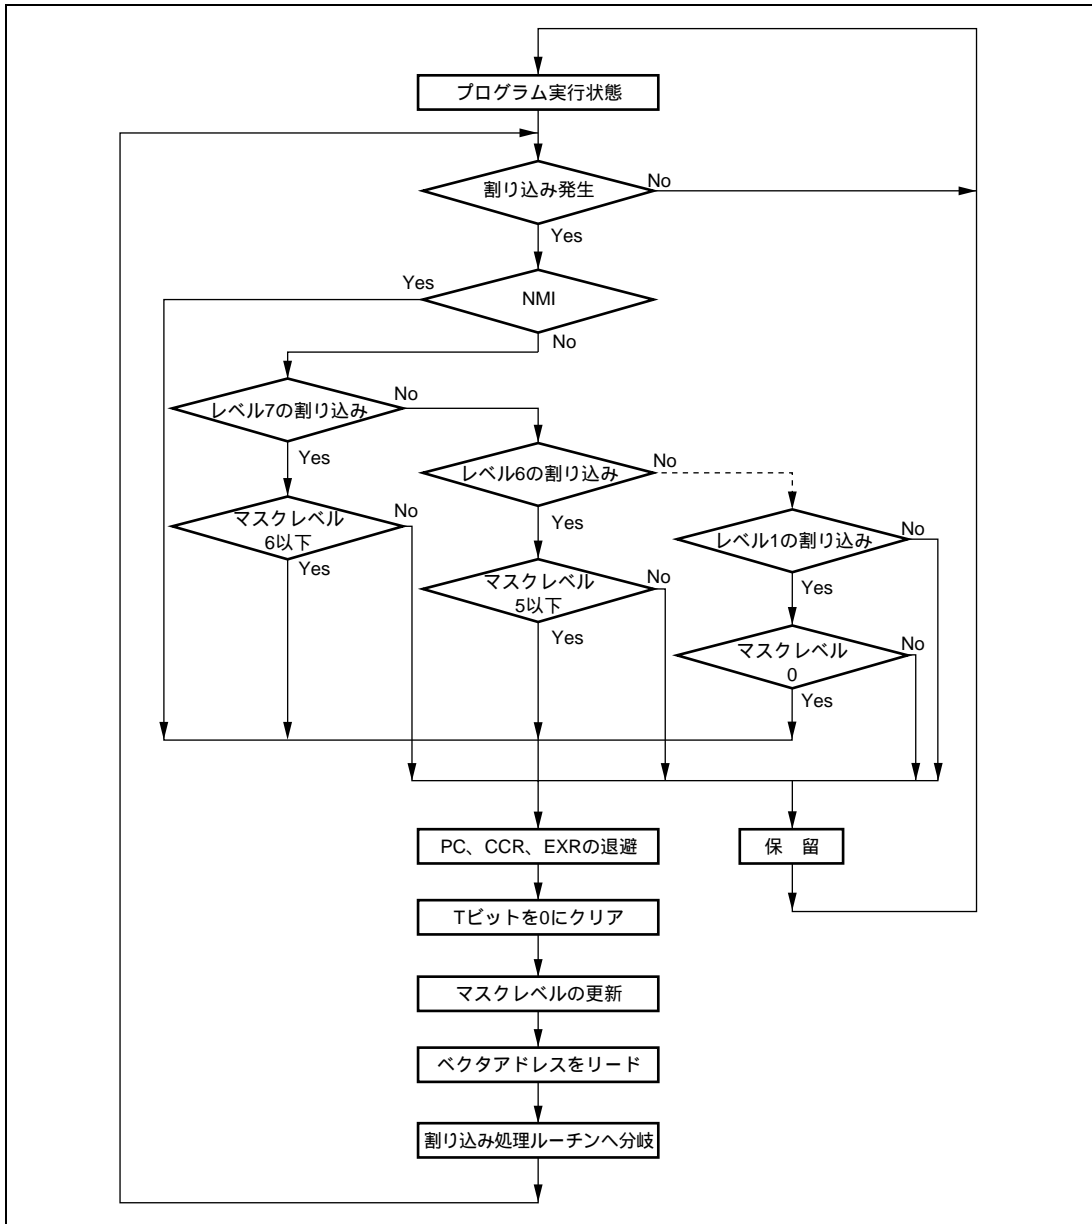 プログラム実行状態
割り込み発生
No
Yes
Yes
NMI
No
レベル7の割り込み
No
Yes
レベル6の割り込み
No
Yes
マスクレベル
6以下
No
Yes
レベル1の割り込み
No
Yes
マスクレベル
5以下
No
Yes
マスクレベル
0
No
Yes
PC、CCR、EXRの退避
保　留
Tビットを0にクリア
マスクレベルの更新
ベクタアドレスをリード
割り込み処理ルーチンへ分岐